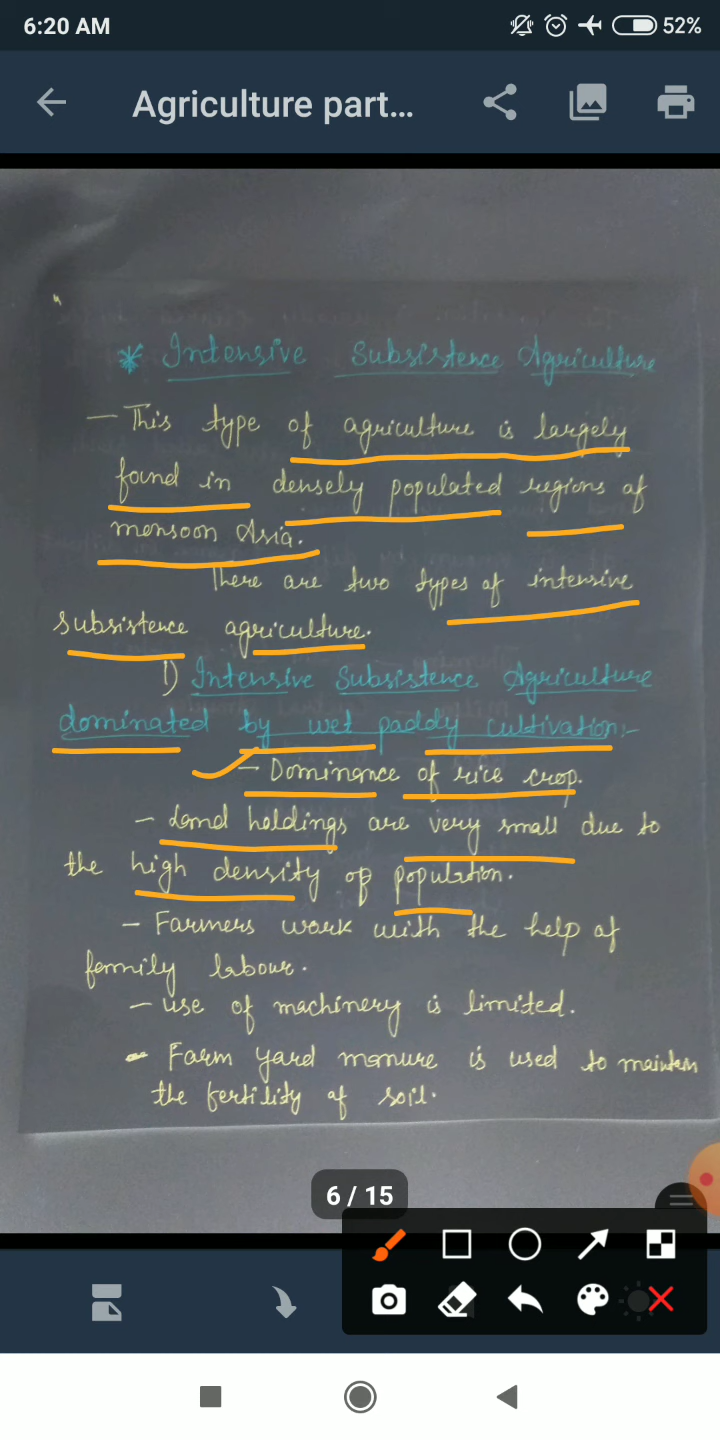 6:20 AM 52%
Agriculture part...
* Intensive Subsistence Agriculture
— This type of agriculture is largely
found in densely populated regions of
monsoon Asia.
There are two types of intensive
subsistence agriculture.
1) Intensive Subsistence Agriculture
dominated by wet paddy cultivation:-
- Dominance of rice crop.
- Land holdings are very small due to
the high density of population.
- Farmers work with the help of
family labour.
- use of machinery is limited.
- Farm yard manure is used to maintain
the fertility of soil.
6 / 15